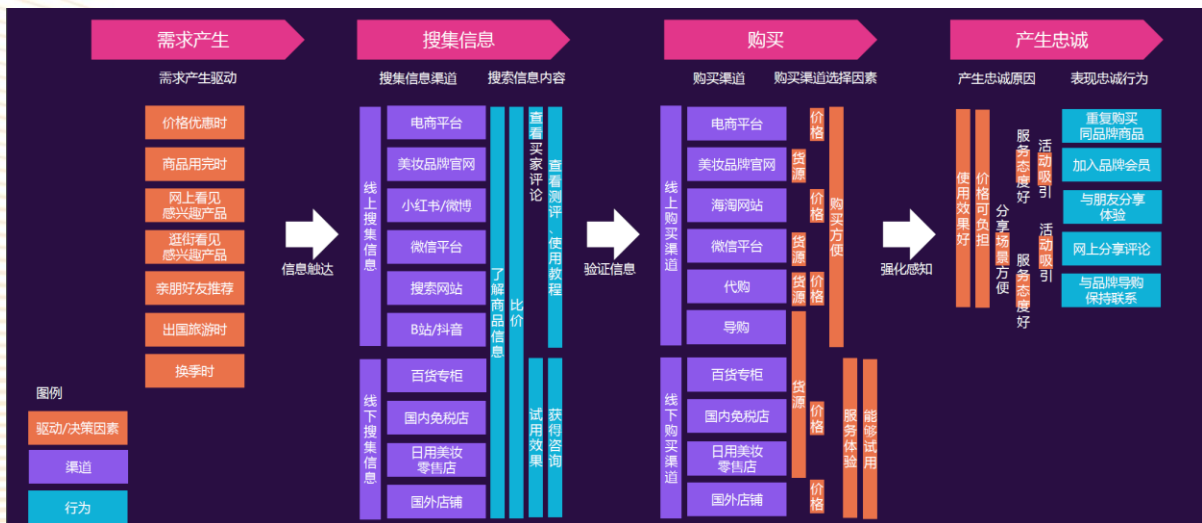 需求产生
搜集信息
购买
产生忠诚
需求产生驱动
搜集信息渠道
搜索信息内容
购买渠道
购买渠道选择因素
产生忠诚原因
表现忠诚行为
价格优惠时
商品用完时
网上看见
感兴趣产品
逛街看见
感兴趣产品
亲朋好友推荐
出国旅游时
换季时
图例
驱动/决策因素
渠道
行为
信息触达
线上搜集信息
电商平台
美妆品牌官网
小红书/微博
微信平台
搜索网站
B站/抖音
线下搜集信息
百货专柜
国内免税店
日用美妆
零售店
国外店铺
了解商品信息
比价
查看买家评论
查看测评、使用教程
试用效果
获得咨询
验证信息
线上购买渠道
电商平台
美妆品牌官网
海淘网站
微信平台
代购
导购
线下购买渠道
百货专柜
国内免税店
日用美妆
零售店
国外店铺
价格
货源
价格
货源
货源
价格
购买方便
货源
价格
价格
服务体验
能够试用
强化感知
使用效果好
价格可负担
分享场景方便
服务态度好
活动吸引
服务态度好
活动吸引
重复购买
同品牌商品
加入品牌会员
与朋友分享
体验
网上分享评论
与品牌导购
保持联系